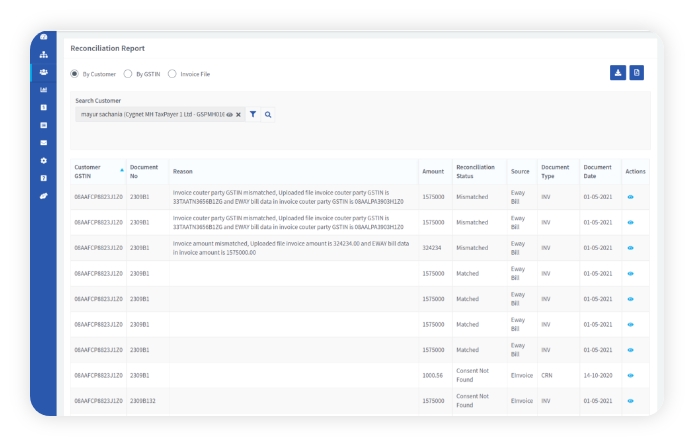 Reconciliation Report
By Customer By GSTIN Invoice File
Search Customer
mayur sachania (Cygnet MH TaxPayer 1 Ltd - GSPMH01
Customer GSTIN Document No Reason Amount Reconciliation Status Source Document Type Document Date Actions
08AAFCP8823J1Z0 2309B1 Invoice couter party GSTIN mismatched, Uploaded file invoice couter party GSTIN is 1575000 Mismatched Eway Bill INV 01-05-2021
33TAATN3656B1ZG and EWAY bill data in invoice couter party GSTIN is 08AALPA3903H1Z0
08AAFCP8823J1Z0 2309B1 Invoice couter party GSTIN mismatched, Uploaded file invoice couter party GSTIN is 1575000 Mismatched Eway Bill INV 01-05-2021
33TAATN3656B1ZG and EWAY bill data in invoice couter party GSTIN is 08AALPA3903H1Z0
08AAFCP8823J1Z0 2309B1 Invoice amount mismatched, Uploaded file invoice amount is 324234.00 and EWAY bill data 324234 Mismatched Eway Bill INV 01-05-2021
in invoice amount is 1575000.00
08AAFCP8823J1Z0 2309B1 1575000 Matched Eway Bill INV 01-05-2021
08AAFCP8823J1Z0 2309B1 1575000 Matched Eway Bill INV 01-05-2021
08AAFCP8823J1Z0 2309B1 1575000 Matched Eway Bill INV 01-05-2021
08AAFCP8823J1Z0 2309B1 1575000 Matched Eway Bill INV 01-05-2021
08AAFCP8823J1Z0 2309B1 1000.56 Consent Not Found EInvoice CRN 14-10-2020
08AAFCP8823J1Z0 2309B132 1575000 Consent Not Found EInvoice INV 01-05-2021